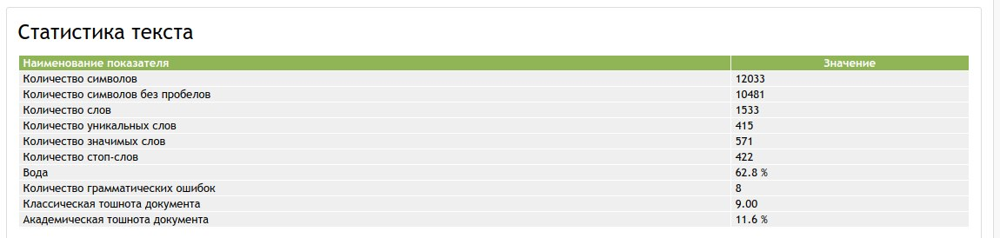 Статистика текста
Наименование показателя Значение
Количество символов 12033
Количество символов без пробелов 10481
Количество слов 1533
Количество уникальных слов 415
Количество значимых слов 571
Количество стоп-слов 422
Вода 62.8 %
Количество грамматических ошибок 8
Классическая тошнота документа 9.00
Академическая тошнота документа 11.6 %